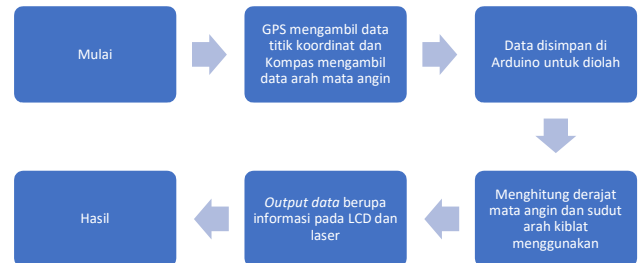 Mulai
GPS mengambil data
titik koordinat dan
Kompas mengambil
data arah mata angin
Data disimpan di
Arduino untuk diolah
Menghitung derajat
mata angin dan sudut
arah kiblat
menggunakan
Output data berupa
informasi pada LCD dan
laser
Hasil